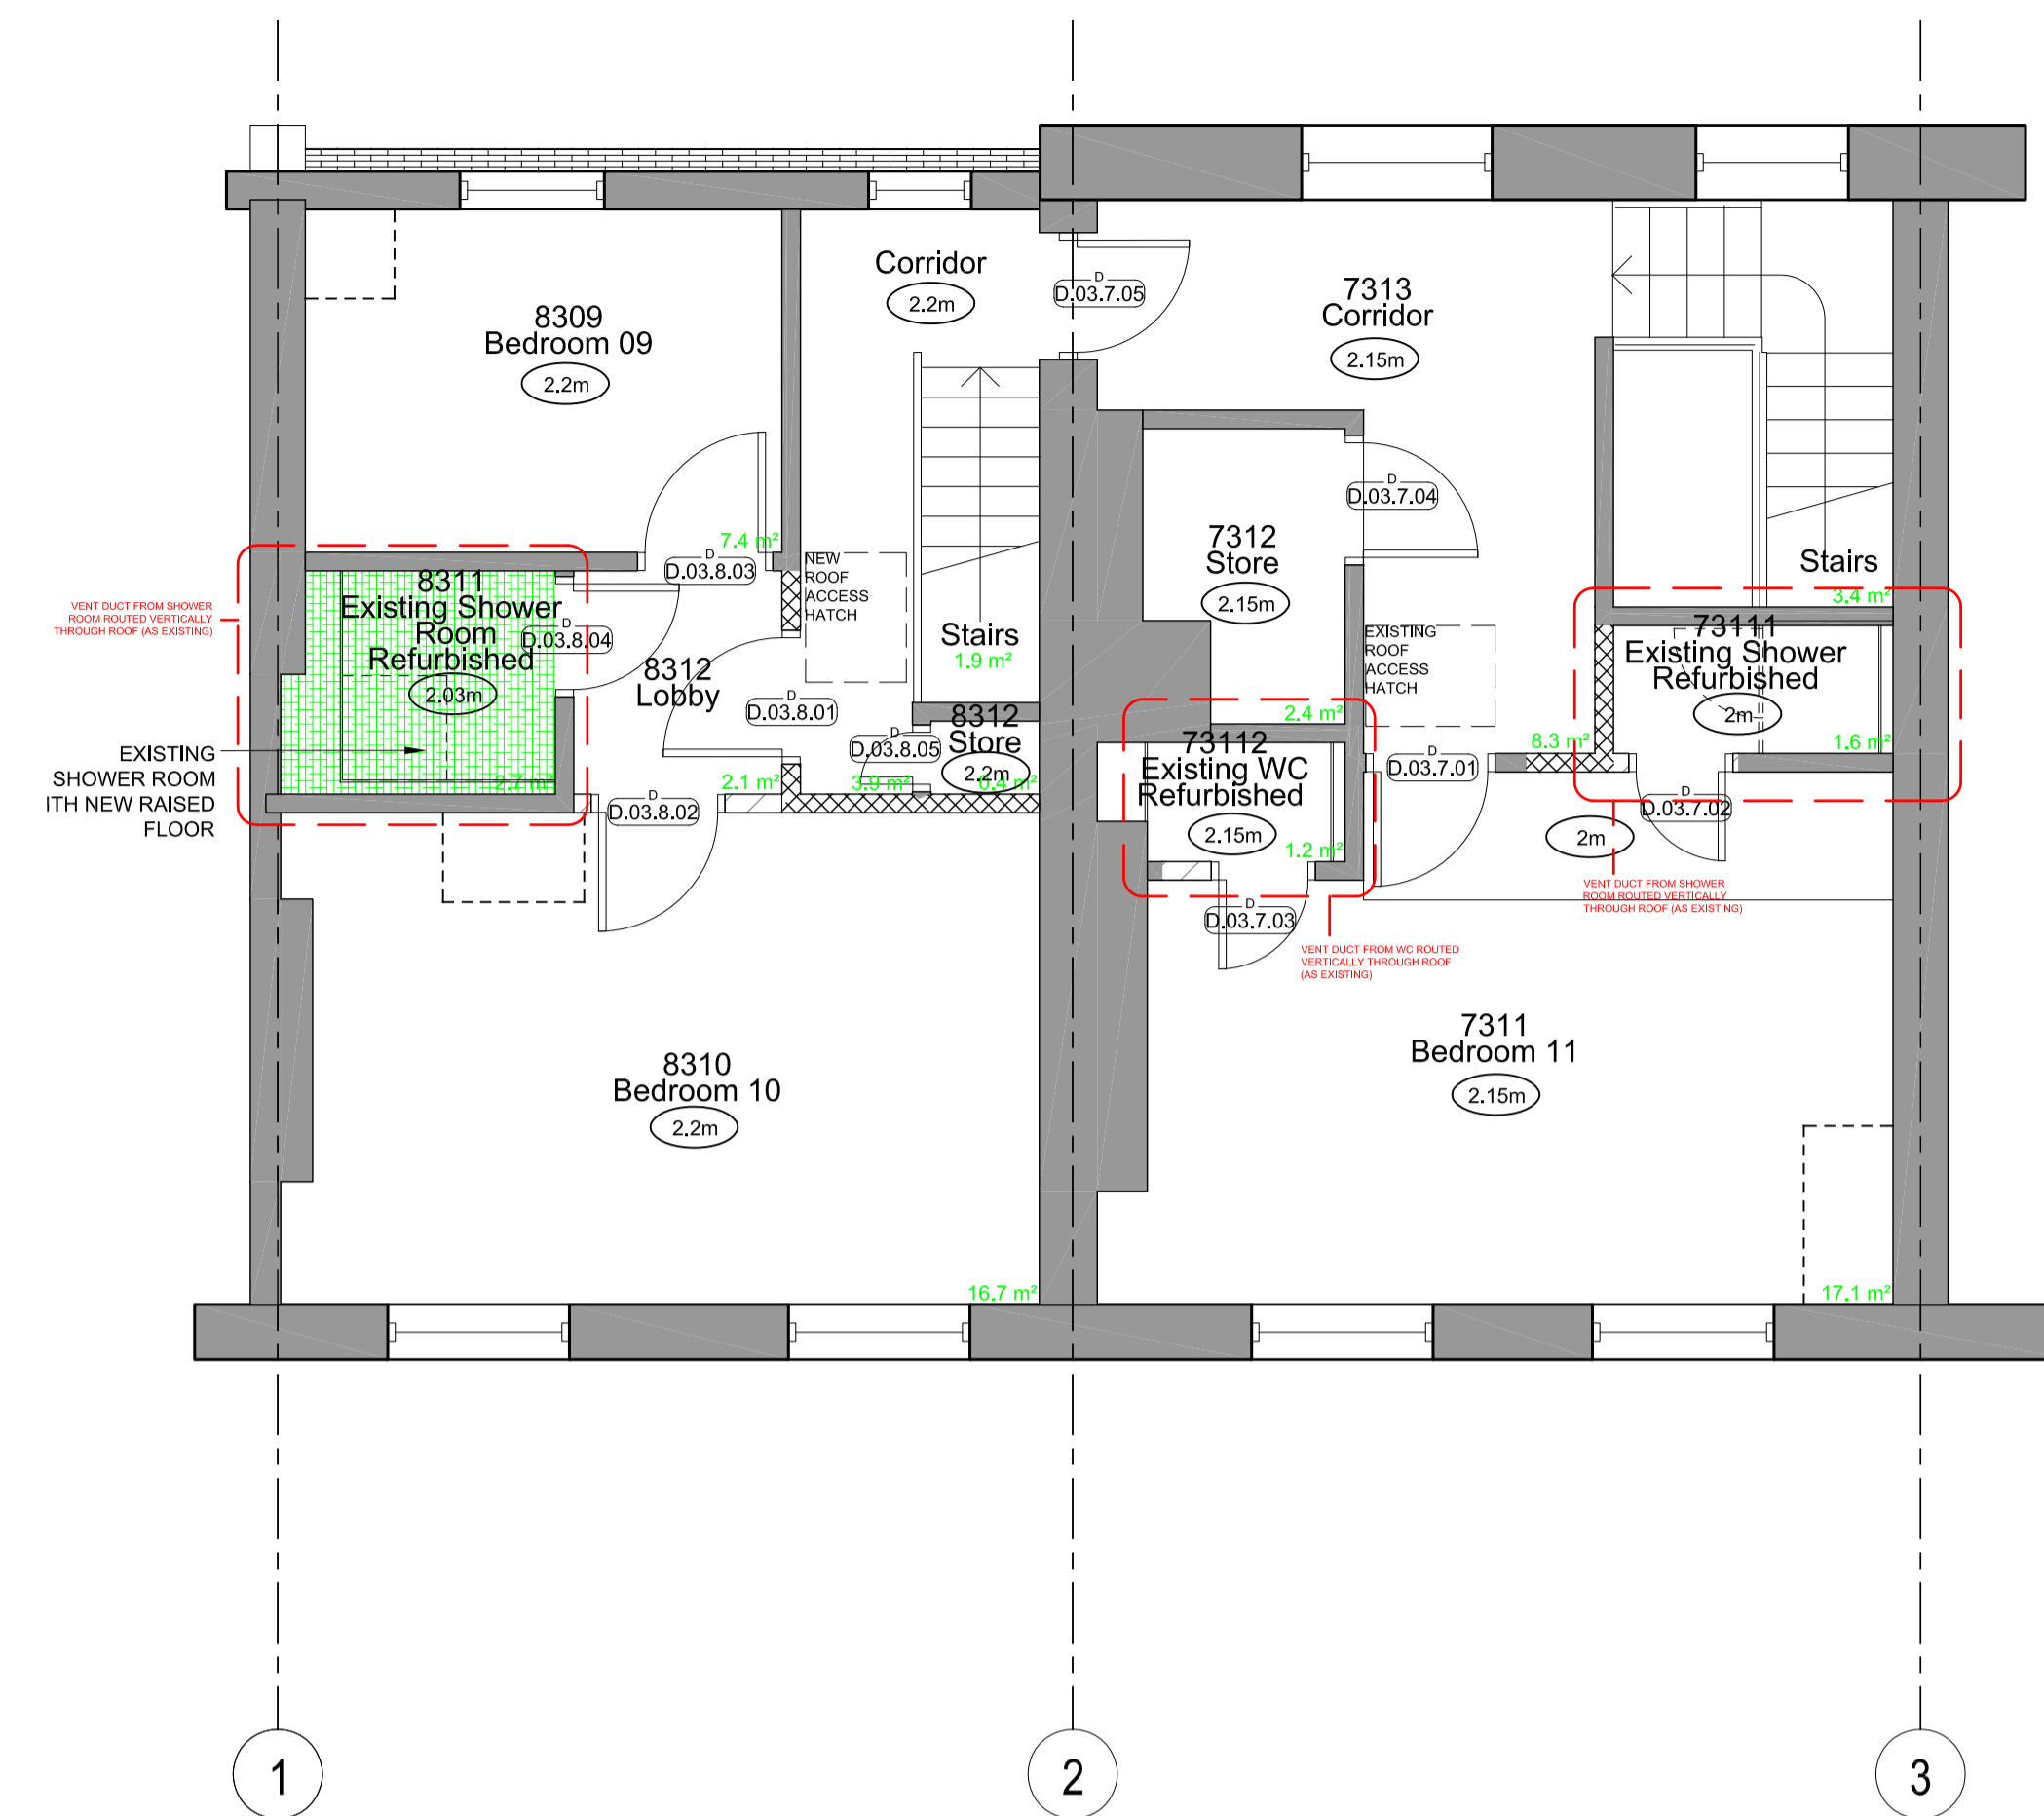 Corridor
2.2m
D
D.03.7.05
7313
Corridor
2.15m
8309
Bedroom 09
2.2m
7.4 m²
D
D.03.8.03
D
D.03.7.04
7312
Store
2.15m
2.4 m²
Stairs
3.4 m²
NEW
ROOF
ACCESS
HATCH
Stairs
1.9 m²
VENT DUCT FROM SHOWER
ROOM ROUTED VERTICALLY
THROUGH ROOF (AS EXISTING)
8311
Existing Shower
Room
Refurbished
2.03m
2.7 m²
D
D.03.8.04
8312
Lobby
2.1 m²
D
D.03.8.01
8312
Store
2.2m
0.4 m²
D
D.03.8.05
3.9 m²
EXISTING
SHOWER ROOM
ITH NEW RAISED
FLOOR
D
D.03.8.02
EXISTING
ROOF
ACCESS
HATCH
73111
Existing Shower
Refurbished
2m
1.6 m²
8.3 m²
73112
Existing WC
Refurbished
2.15m
1.2 m²
D
D.03.7.01
D
D.03.7.02
2m
VENT DUCT FROM SHOWER
ROOM ROUTED VERTICALLY
THROUGH ROOF (AS EXISTING)
D
D.03.7.03
VENT DUCT FROM WC ROUTED
VERTICALLY THROUGH ROOF
(AS EXISTING)
8310
Bedroom 10
2.2m
16.7 m²
7311
Bedroom 11
2.15m
17.1 m²
1
2
3